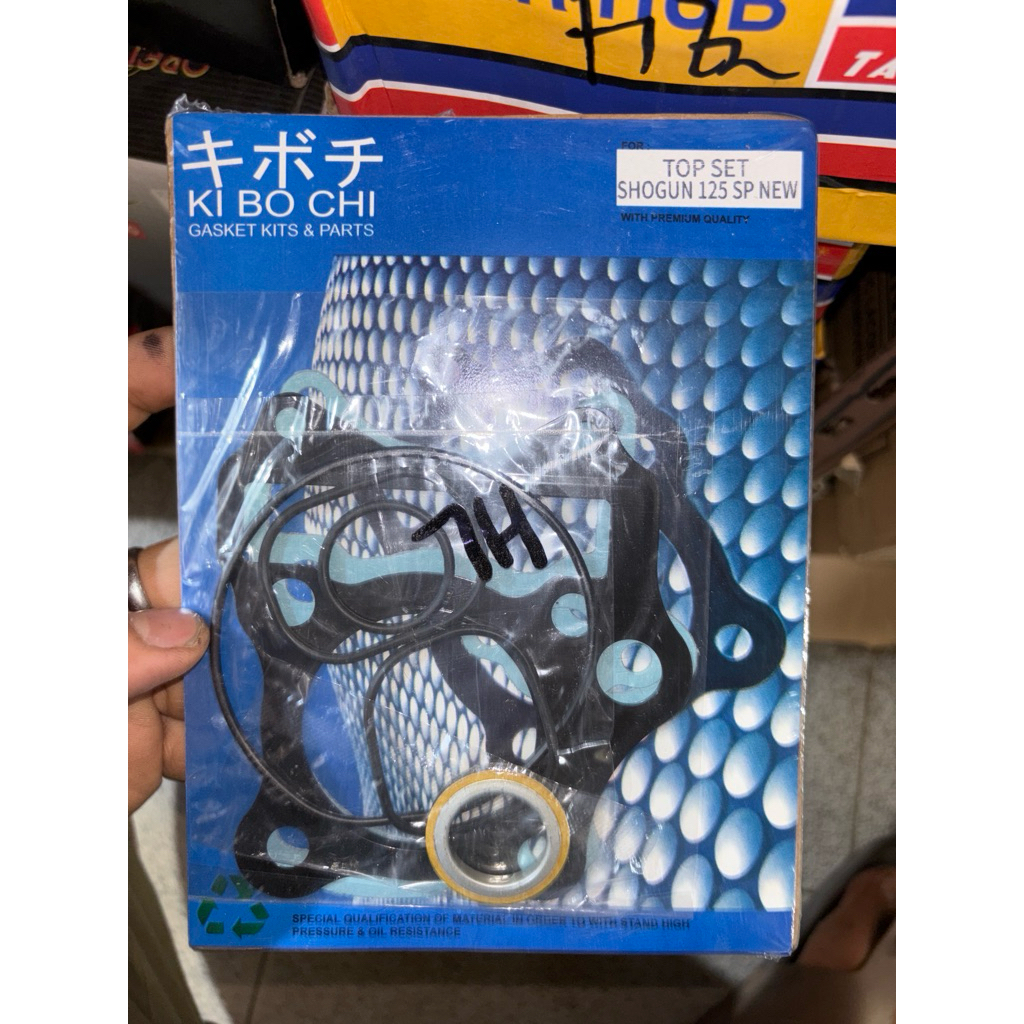 TA
キボチ
KI BO CHI
GASKET KITS & PARTS
FOR :
TOP SET
SHOGUN 125 SP NEW
WITH PREMIUM QUALITY
7H
SPECIAL QUALIFICATION OF MATERIAL IN ORDER TO WITH STAND HIGH
PRESSURE & OIL RESISTANCE